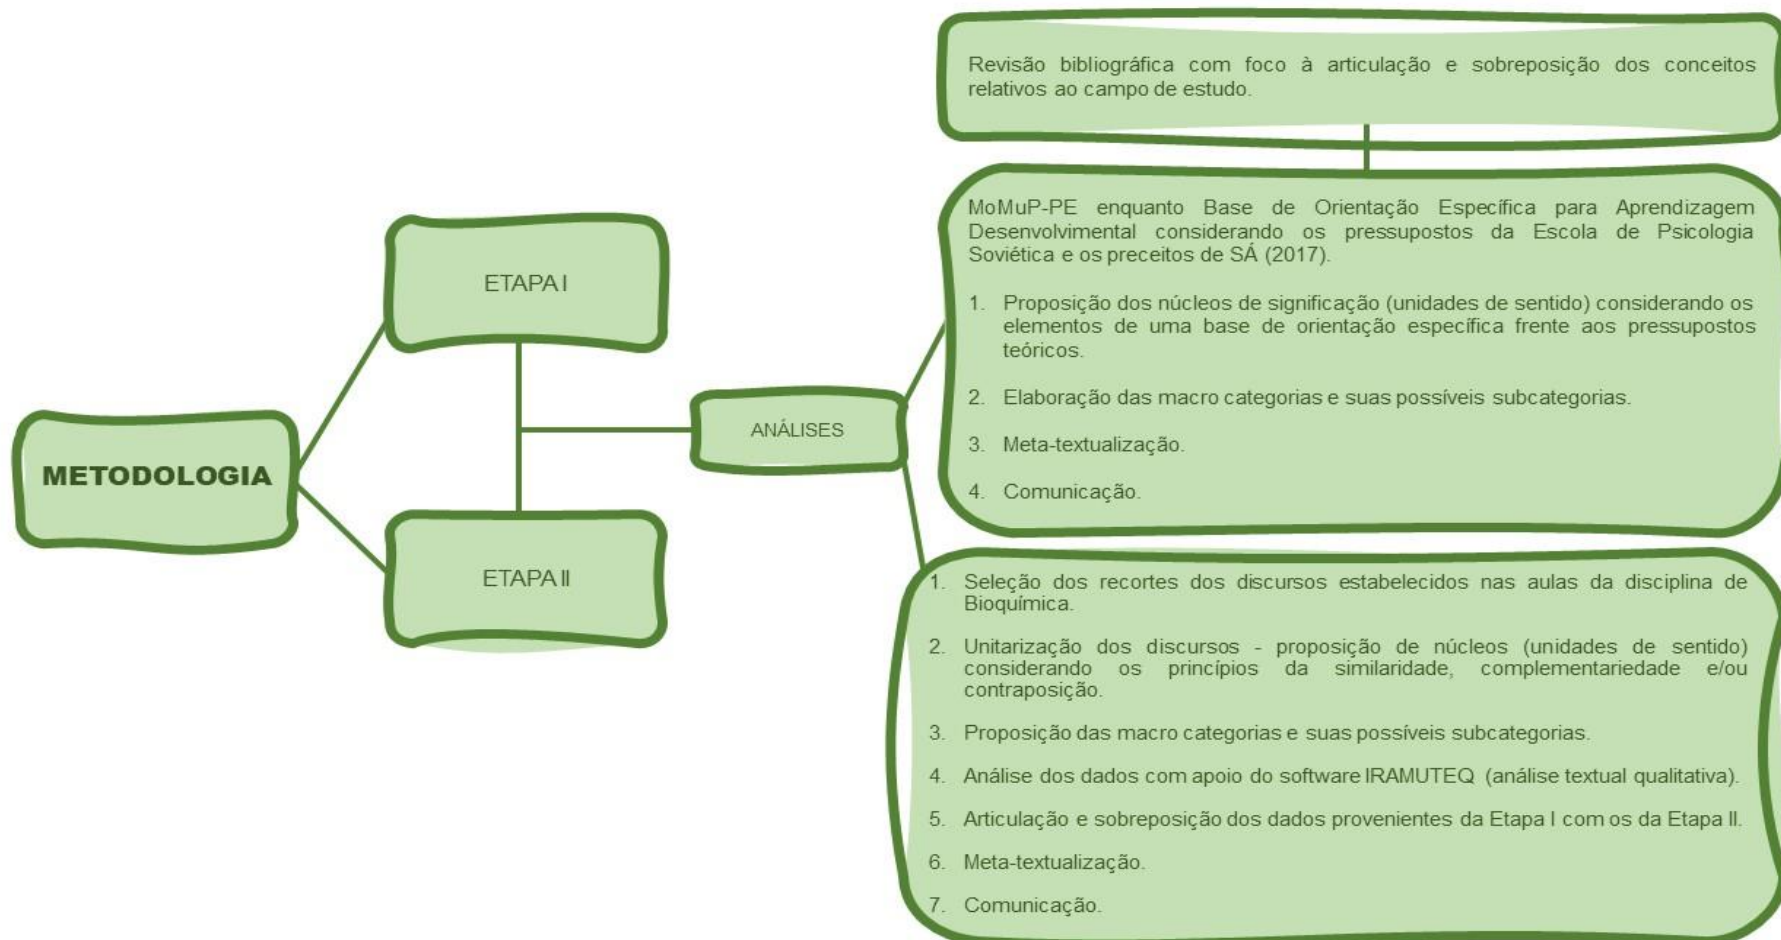 METODOLOGIA
ETAPA I
ETAPA II
ANÁLISES
Revisão bibliográfica com foco à articulação e sobreposição dos conceitos
relativos ao campo de estudo.
MoMuP-PE enquanto Base de Orientação Específica para Aprendizagem
Desenvolvimental considerando os pressupostos da Escola de Psicologia
Soviética e os preceitos de SÁ (2017).
1. Proposição dos núcleos de significação (unidades de sentido) considerando os
elementos de uma base de orientação específica frente aos pressupostos
teóricos.
2. Elaboração das macro categorias e suas possíveis subcategorias.
3. Meta-textualização.
4. Comunicação.
1. Seleção dos recortes dos discursos estabelecidos nas aulas da disciplina de
Bioquímica.
2. Unitarização dos discursos - proposição de núcleos (unidades de sentido)
considerando os princípios da similaridade, complementariedade e/ou
contraposição.
3. Proposição das macro categorias e suas possíveis subcategorias.
4. Análise dos dados com apoio do software IRAMUTEQ (análise textual qualitativa).
5. Articulação e sobreposição dos dados provenientes da Etapa I com os da Etapa II.
6. Meta-textualização.
7. Comunicação.